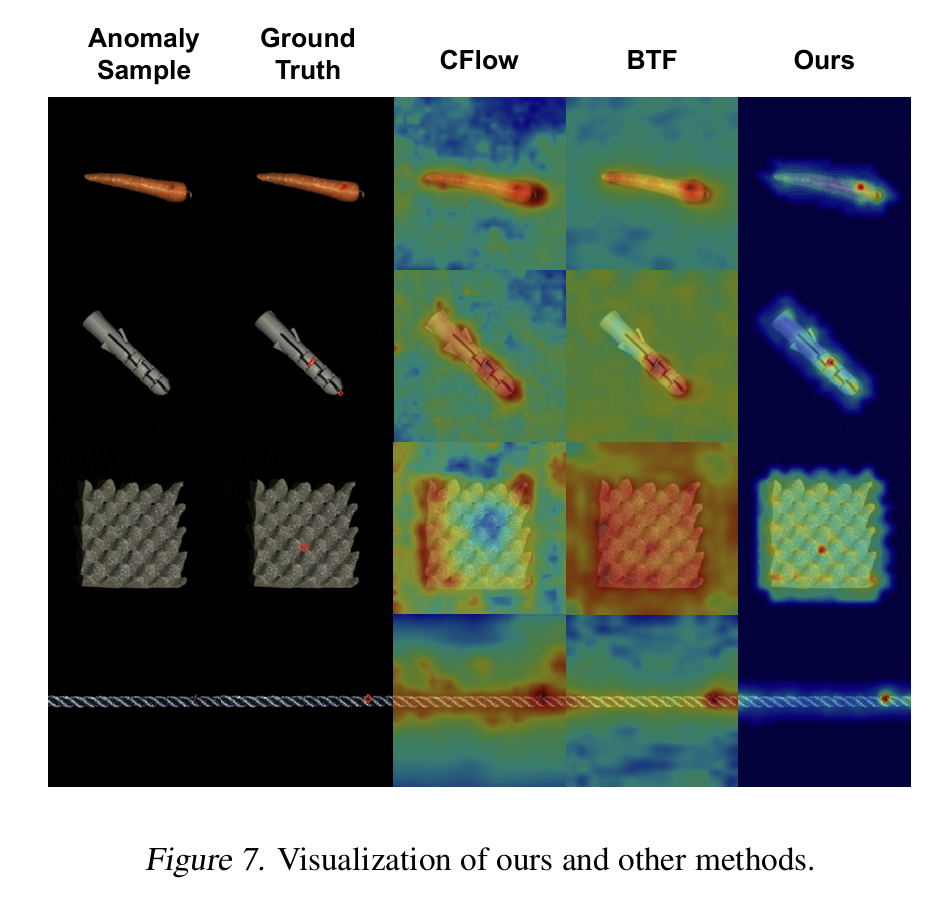 Anomaly Sample
Ground Truth
CFlow
BTF
Ours
Figure 7. Visualization of ours and other methods.